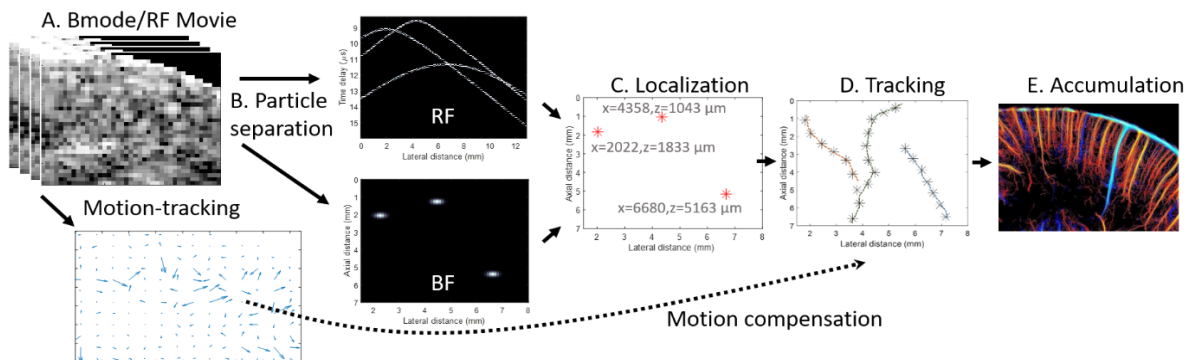 A. Bmode/RF Movie
B. Particle
separation
Motion-tracking
9
10
11
12
13
14
15
Time delay (µs)
RF
0
2
4
6
8
10
12
Lateral distance (mm)
0
1
2
3
4
5
6
7
Axial distance (mm)
BF
2
3
4
5
6
7
8
Lateral distance (mm)
C. Localization
0
1
2
3
4
5
6
7
Axial distance (mm)
x=4358,z=1043 µm
x=2022,z=1833 µm
x=6680,z=5163 µm
2
3
4
5
6
7
8
Lateral distance (mm)
D. Tracking
0
1
2
3
4
5
6
7
Axial distance (mm)
2
4
6
8
Lateral distance (mm)
E. Accumulation
Motion compensation